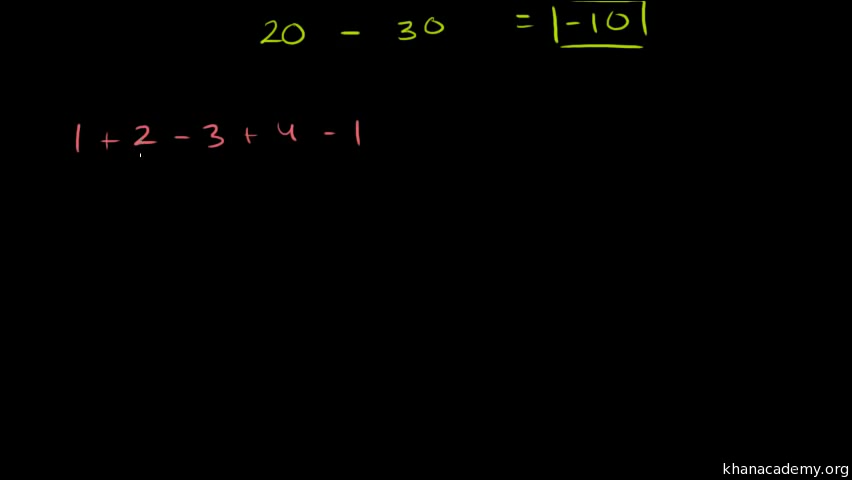 20 - 30 = -10
1 + 2 - 3 + 4 - 1
khanacademy.org